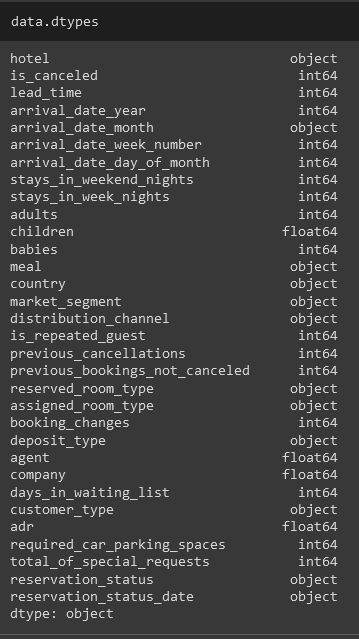 data.dtypes
hotel object
is_canceled int64
lead_time int64
arrival_date_year int64
arrival_date_month object
arrival_date_week_number int64
arrival_date_day_of_month int64
stays_in_weekend_nights int64
stays_in_week_nights int64
adults int64
children float64
babies int64
meal object
country object
market_segment object
distribution_channel object
is_repeated_guest int64
previous_cancellations int64
previous_bookings_not_canceled int64
reserved_room_type object
assigned_room_type object
booking_changes int64
deposit_type object
agent float64
company float64
days_in_waiting_list int64
customer_type object
adr float64
required_car_parking_spaces int64
total_of_special_requests int64
reservation_status object
reservation_status_date object
dtype: object